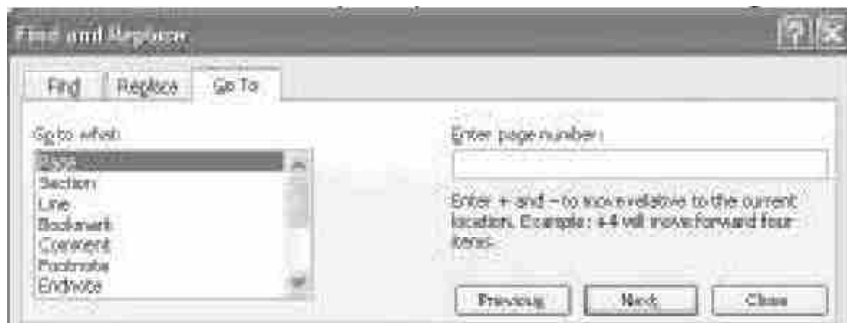 Find and Replace
Find Replace Go To
Go to what:
Page
Section
Line
Bookmark
Comment
Footnote
Endnote
Enter page number:
Enter + and – to move relative to the current
location. Example: +4 will move forward four
items.
Previous Next Close